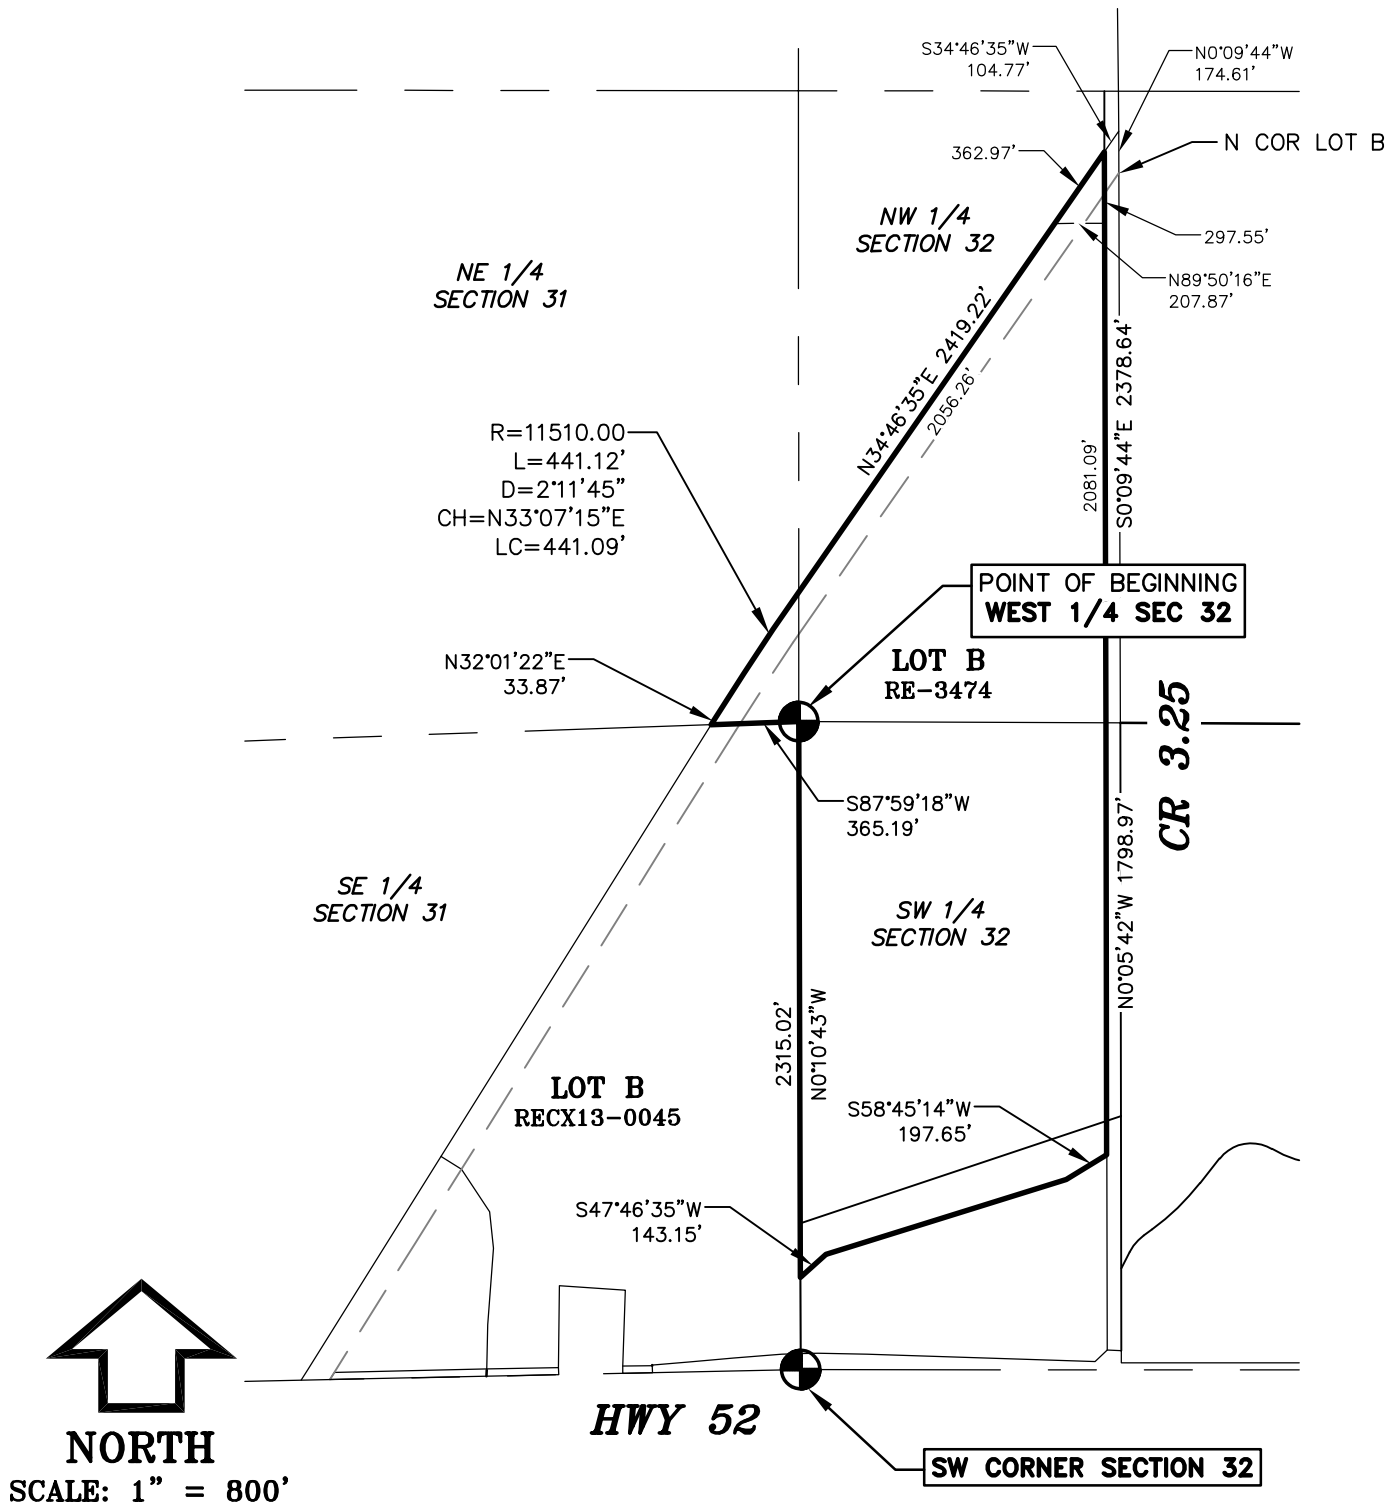 S34°46'35"W
104.77'
N0°09'44"W
174.61'
N COR LOT B
362.97'
NW 1/4
SECTION 32
297.55'
NE 1/4
SECTION 31
N89°50'16"E
207.87'
N34°46'35"E 2419.22'
2056.26'
S0°09'44"E 2378.64'
2081.09'
R=11510.00
L=441.12'
D=2°11'45"
CH=N33°07'15"E
LC=441.09'
POINT OF BEGINNING
WEST 1/4 SEC 32
N32°01'22"E
33.87'
LOT B
RE-3474
CR 3.25
S87°59'18"W
365.19'
N0°05'42"W 1798.97'
SE 1/4
SECTION 31
SW 1/4
SECTION 32
2315.02'
N0°10'43"W
LOT B
RECX13-0045
S58°45'14"W
197.65'
S47°46'35"W
143.15'
HWY 52
NORTH
SCALE: 1" = 800'
SW CORNER SECTION 32